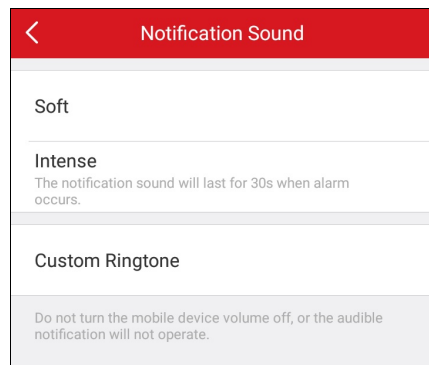 Notification Sound
Soft
Intense
The notification sound will last for 30s when alarm
occurs.
Custom Ringtone
Do not turn the mobile device volume off, or the audible
notification will not operate.